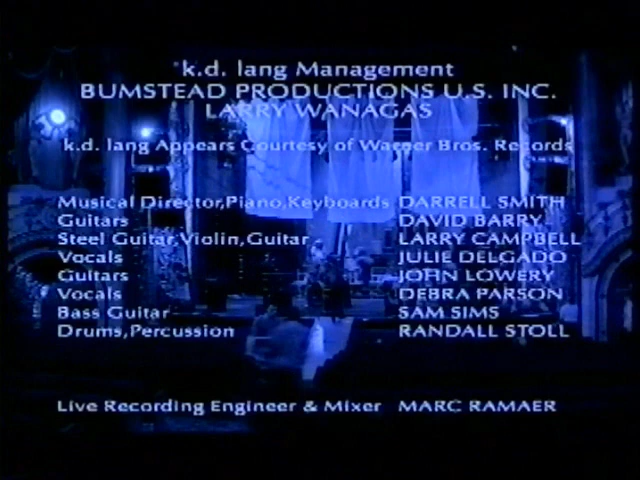 k.d. lang Management
BUMSTEAD PRODUCTIONS U.S. INC.
LARRY WANAGAS
k.d. lang Appears Courtesy of Warner Bros. Records
Musical Director,Piano,Keyboards DARRELL SMITH
Guitars DAVID BARRY
Steel Guitar,Violin,Guitar LARRY CAMPBELL
Vocals JULIE DELGADO
Guitars JOHN LOWERY
Vocals DEBRA PARSON
Bass Guitar SAM SIMS
Drums,Percussion RANDALL STOLL
Live Recording Engineer & Mixer MARC RAMAER